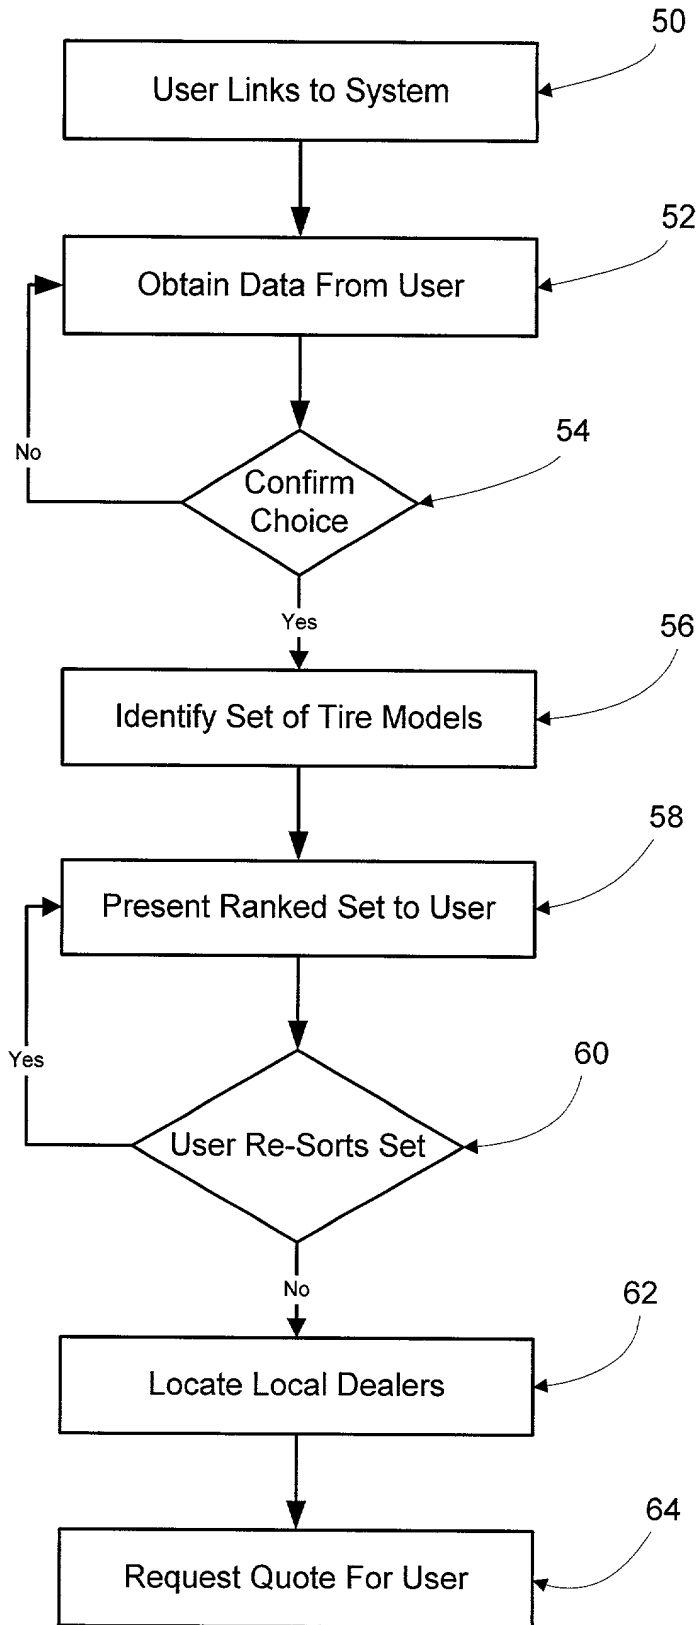 50
User Links to System
52
Obtain Data From User
54
No
Confirm
Choice
Yes
56
Identify Set of Tire Models
58
Present Ranked Set to User
60
Yes
User Re-Sorts Set
No
62
Locate Local Dealers
64
Request Quote For User